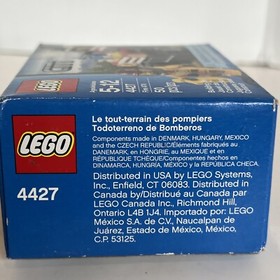 5-12
4427
50
LEGO
Le tout-terrain des pompiers
Todoterreno de Bomberos
Components made in DENMARK, HUNGARY, MEXICO
and the CZECH REPUBLIC/Éléments fabriqués au
DANEMARK, en HONGRIE, au MEXIQUE et en
RÉPUBLIQUE TCHÈQUE/Componentes hechos en
DINAMARCA, HUNGRÍA, MÉXICO y la REPÚBLICA CHECA.
LEGO
4427
Distributed in USA by LEGO Systems,
Inc., Enfield, CT 06083. Distributed in
Canada by/Distribué au Canada par
LEGO Canada Inc., Richmond Hill,
Ontario L4B 1J4. Importado por: LEGO
México S.A. de C.V., Naucalpan de
Juárez, Estado de México, México
C.P. 53125.